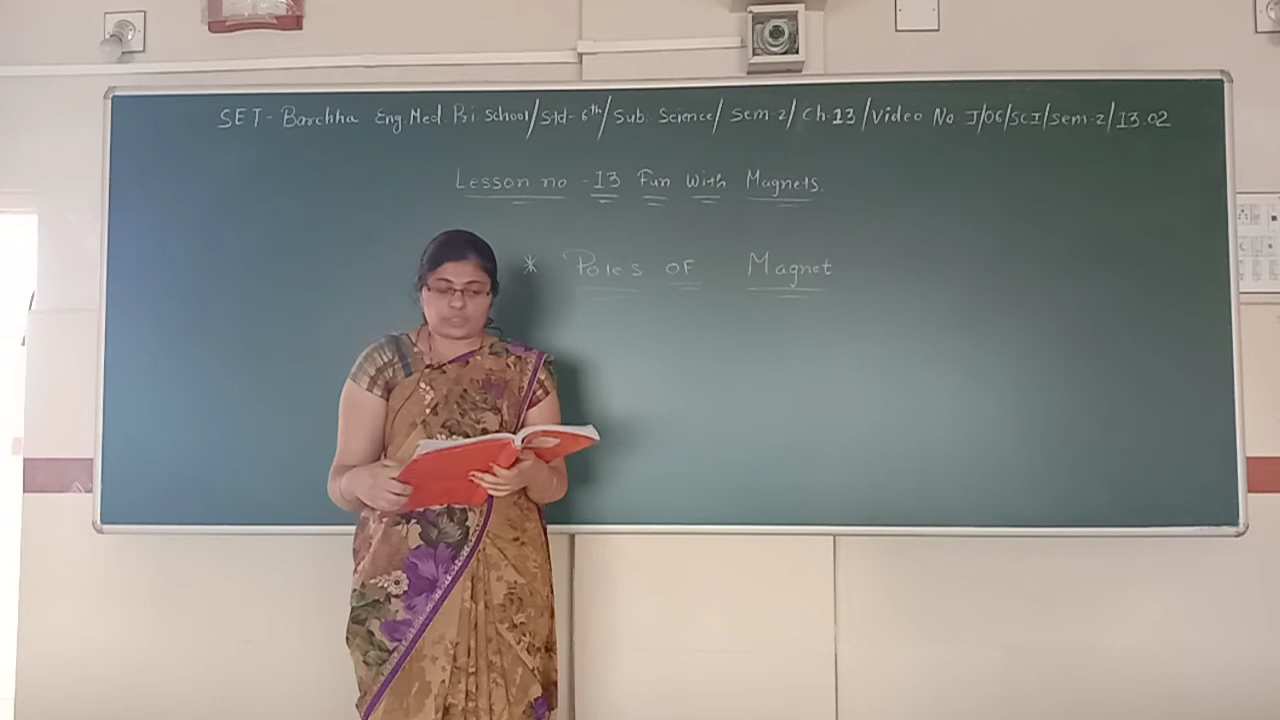 SET - Barchha Eng. Med. Pri. School/Std-6th/Sub. Science/Sem-2/Ch.13/Video No I/06/SCI/Sem-2/13.02
Lesson no - 13 Fun With Magnets.
* Poles of Magnet